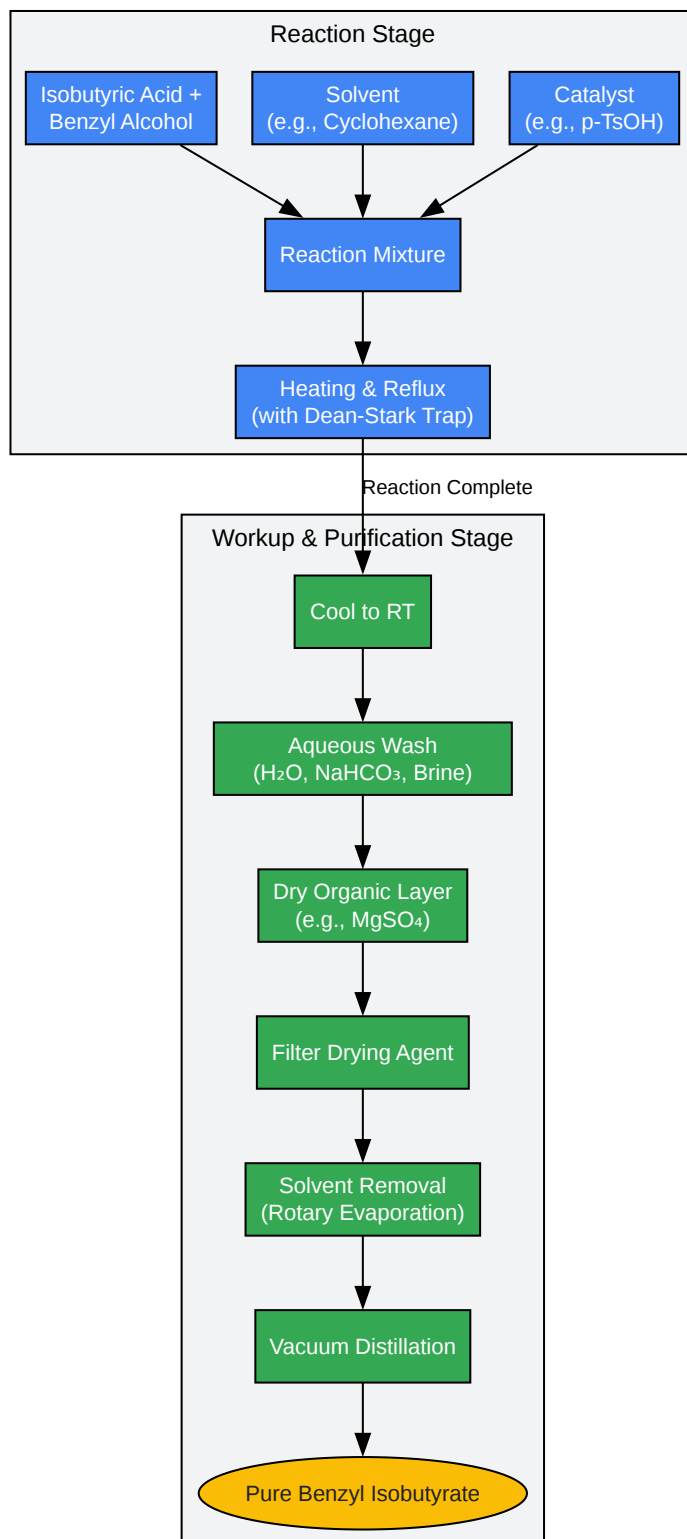 Reaction Stage
Isobutyric Acid +
Benzyl Alcohol
Solvent
(e.g., Cyclohexane)
Catalyst
(e.g., p-TsOH)
Reaction Mixture
Heating & Reflux
(with Dean-Stark Trap)
Reaction Complete
Workup & Purification Stage
Cool to RT
Aqueous Wash
(H₂O, NaHCO₃, Brine)
Dry Organic Layer
(e.g., MgSO₄)
Filter Drying Agent
Solvent Removal
(Rotary Evaporation)
Vacuum Distillation
Pure Benzyl Isobutyrate